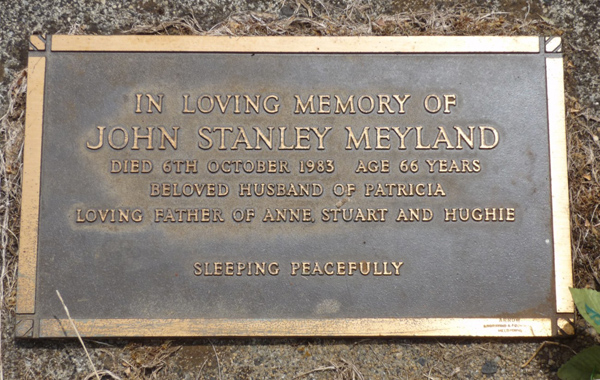 IN LOVING MEMORY OF
JOHN STANLEY MEYLAND
DIED 6TH OCTOBER 1983 AGE 66 YEARS
BELOVED HUSBAND OF PATRICIA
LOVING FATHER OF ANNE, STUART AND HUGHIE
SLEEPING PEACEFULLY